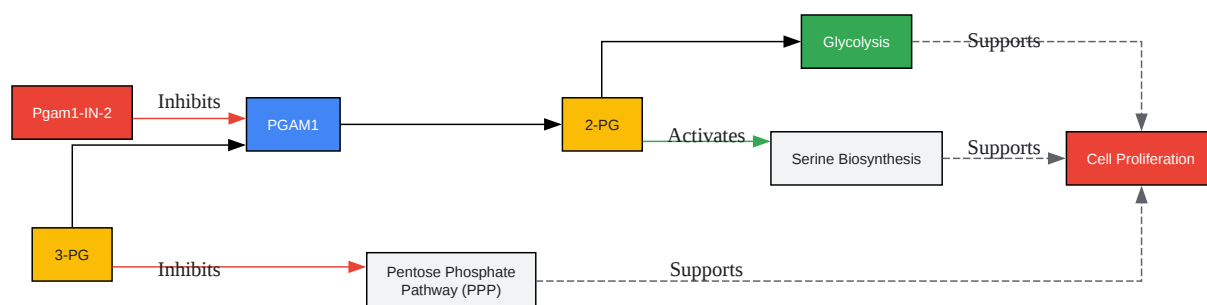 Glycolysis
Supports
Pgam1-IN-2
Inhibits
PGAM1
2-PG
Activates
Serine Biosynthesis
Supports
Cell Proliferation
3-PG
Inhibits
Pentose Phosphate
Pathway (PPP)
Supports